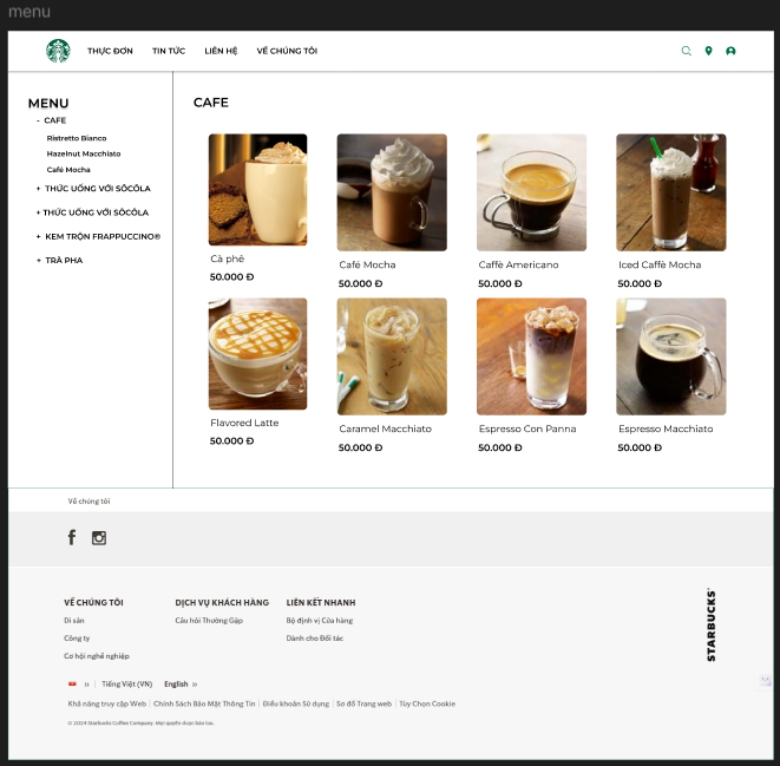 menu
THỰC ĐƠN TIN TỨC LIÊN HỆ VỀ CHÚNG TÔI
MENU
- CAFE
Ristretto Bianco
Hazelnut Macchiato
Café Mocha
+ THỨC UỐNG VỚI SÔCÔLA
+ THỨC UỐNG VỚI SÔCÔLA
+ KEM TRỘN FRAPPUCCINO®
+ TRÀ PHA
CAFE
Cà phê
50.000 Đ
Café Mocha
50.000 Đ
Caffè Americano
50.000 Đ
Iced Caffè Mocha
50.000 Đ
Flavored Latte
50.000 Đ
Caramel Macchiato
50.000 Đ
Espresso Con Panna
50.000 Đ
Espresso Macchiato
50.000 Đ
Về chúng tôi
VỀ CHÚNG TÔI
Di sản
Công ty
Cơ hội nghề nghiệp
DỊCH VỤ KHÁCH HÀNG
Câu hỏi Thường Gặp
LIÊN KẾT NHANH
Bộ định vị Cửa hàng
Dành cho Đối tác
STARBUCKS
» | Tiếng Việt (VN) English »
Khả năng truy cập Web | Chính Sách Bảo Mật Thông Tin | Điều khoản Sử dụng | Sơ đồ Trang web | Tùy Chọn Cookie
© 2024 Starbucks Coffee Company. Mọi quyền được bảo lưu.